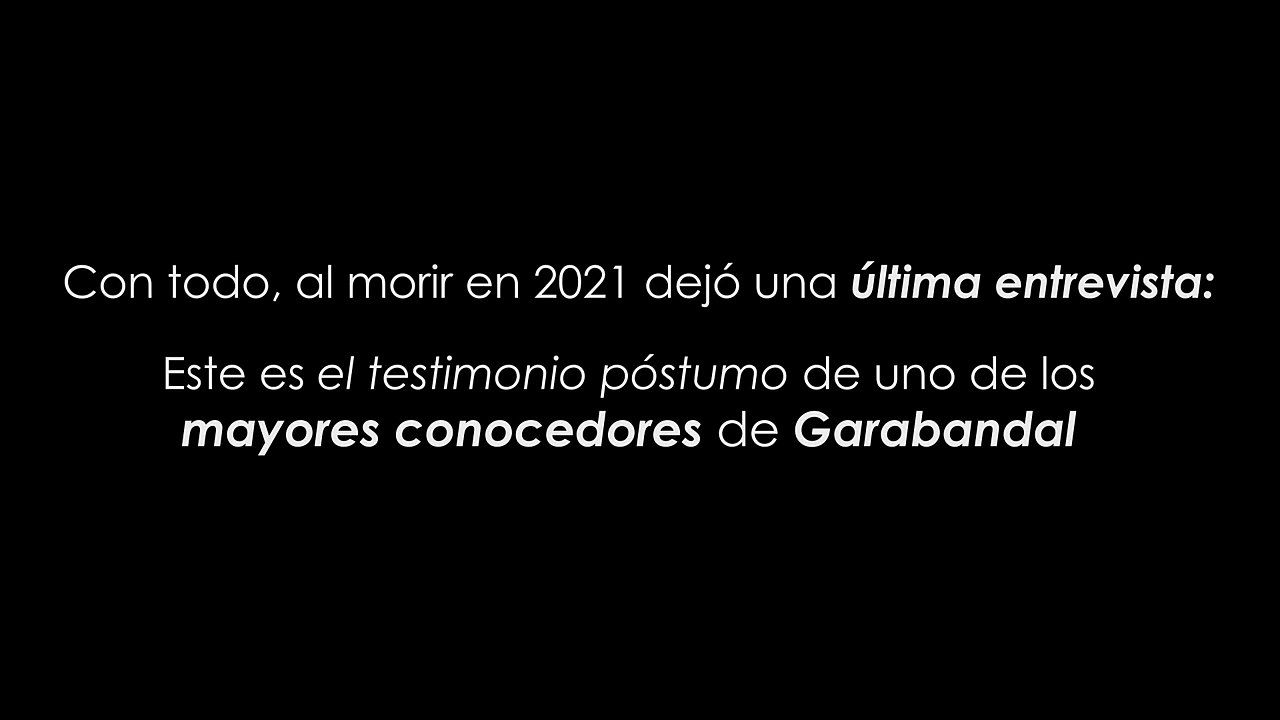 Con todo, al morir en 2021 dejó una última entrevista:
Este es el testimonio póstumo de uno de los
mayores conocedores de Garabandal